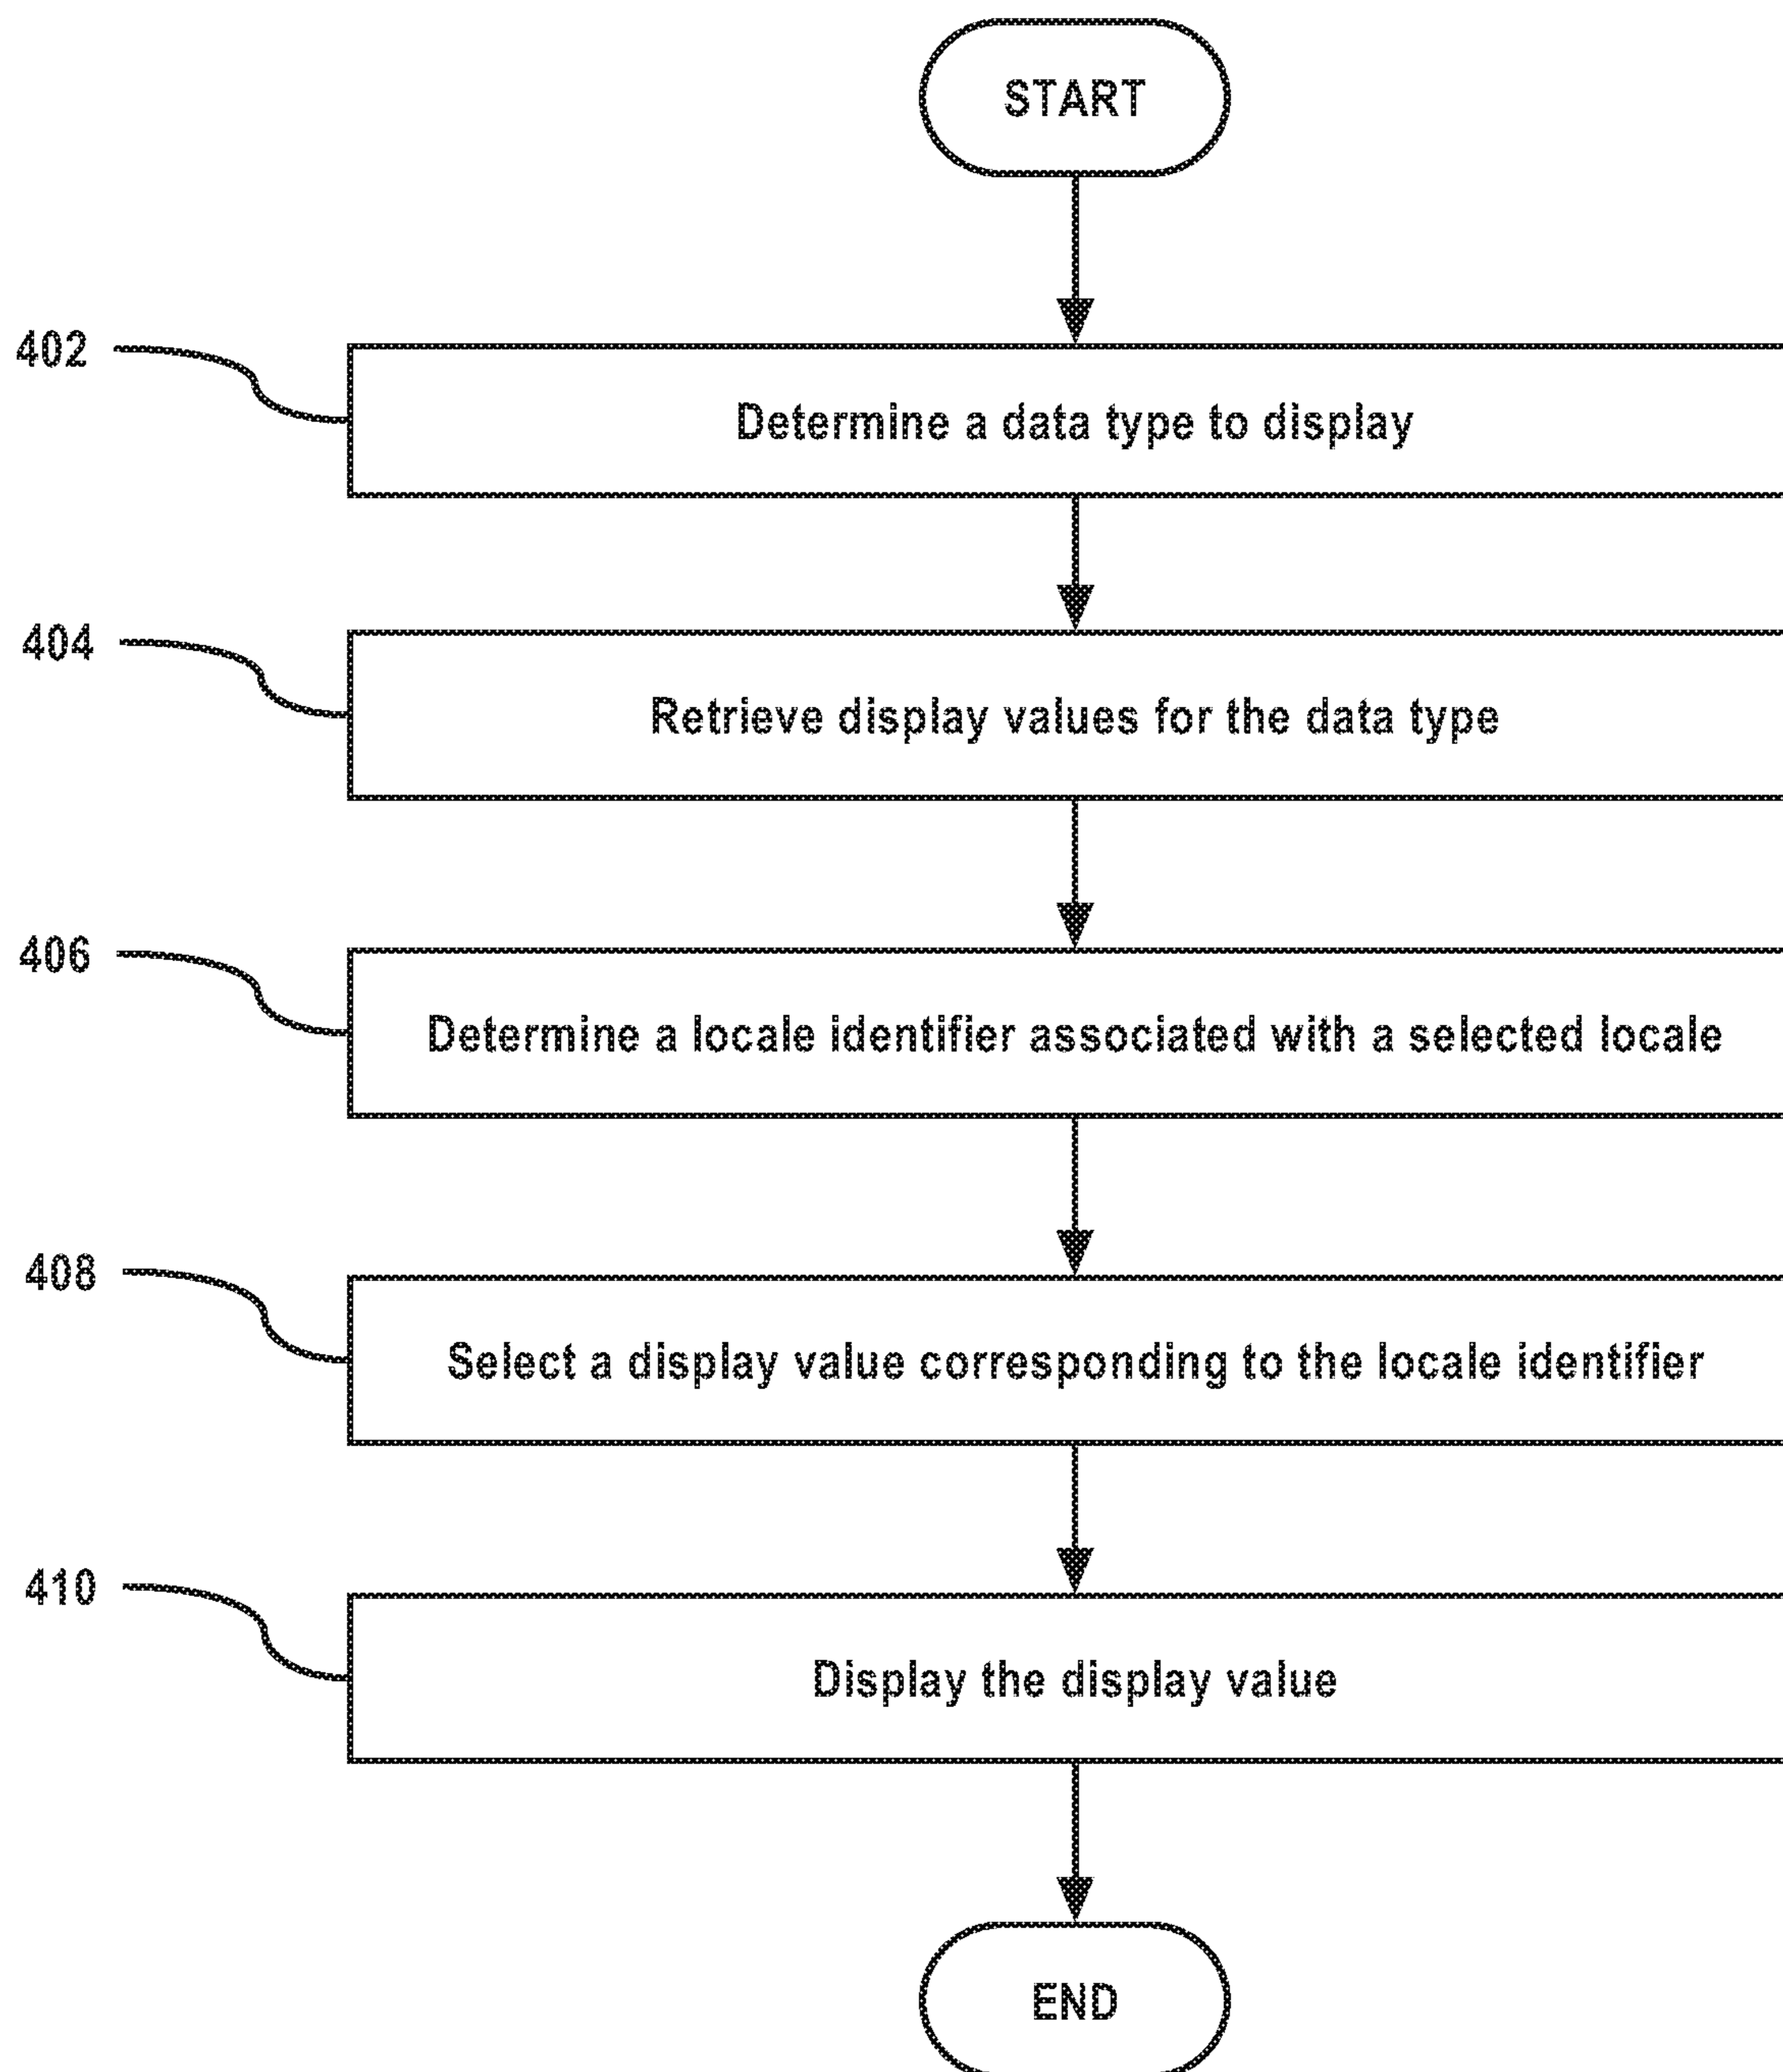 START
402
Determine a data type to display
404
Retrieve display values for the data type
406
Determine a locale identifier associated with a selected locale
408
Select a display value corresponding to the locale identifier
410
Display the display value
END